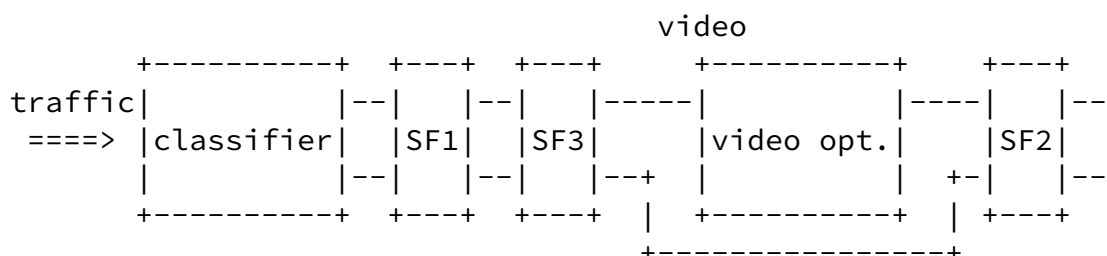 video
          +----------+  +---+  +---+     +----------+    +---+
traffic|          |--|   |--|   |-----|          |----|   |--
 ====> |classifier|  |SF1|  |SF3|     |video opt.|    |SF2|
       |          |--|   |--|   |--+  |          |  +-|   |--
       +----------+  +---+  +---+  |  +----------+  | +---+
                                   +----------------+